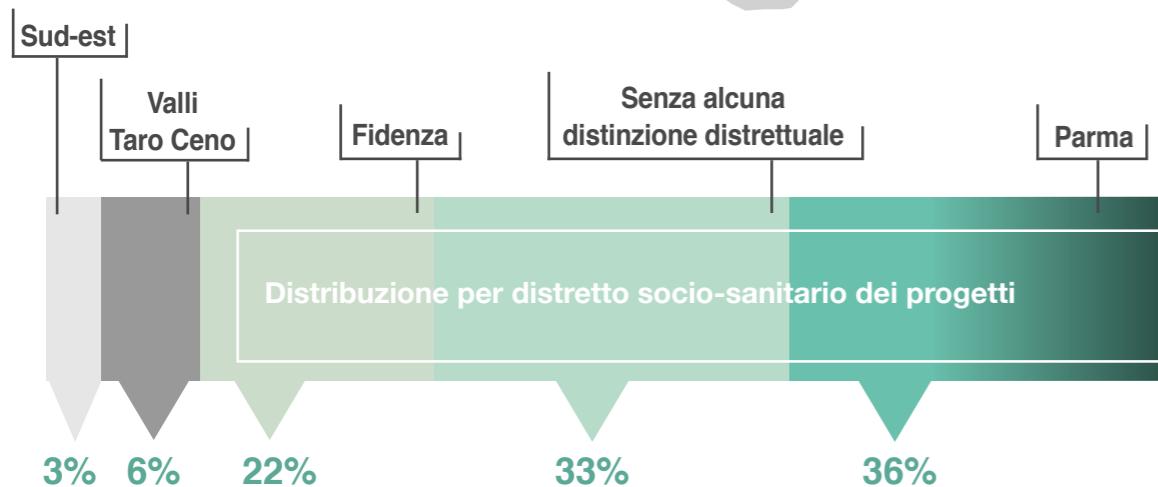 Sud-est
Valli
Taro Ceno
Fidenza
Senza alcuna
distinzione distrettuale
Parma
Distribuzione per distretto socio-sanitario dei progetti
3%
6%
22%
33%
36%